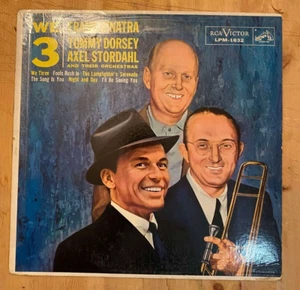 We
FRANK SINATRA
3
TOMMY DORSEY
AXEL STORDAHL
AND THEIR ORCHESTRAS
We Three Fools Rush In The Lamplighter's Serenade
The Song Is You Night and Day I'll Be Seeing You
RCA VICTOR
LPM-1632